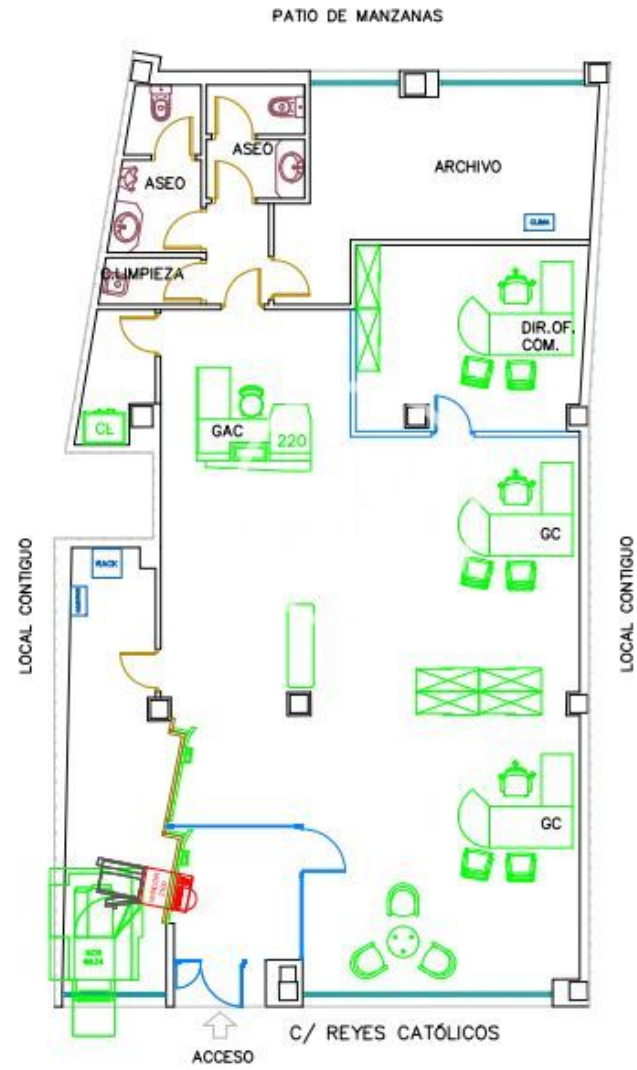 PATIO DE MANZANAS
ASEO
ASEO
ARCHIVO
C.LIMPIEZA
CLIMA
DIR.OF.
COM.
GAC
220
CL
GC
RACK
LOCAL CONTIGUO
LOCAL CONTIGUO
GC
C/ REYES CATÓLICOS
ACCESO